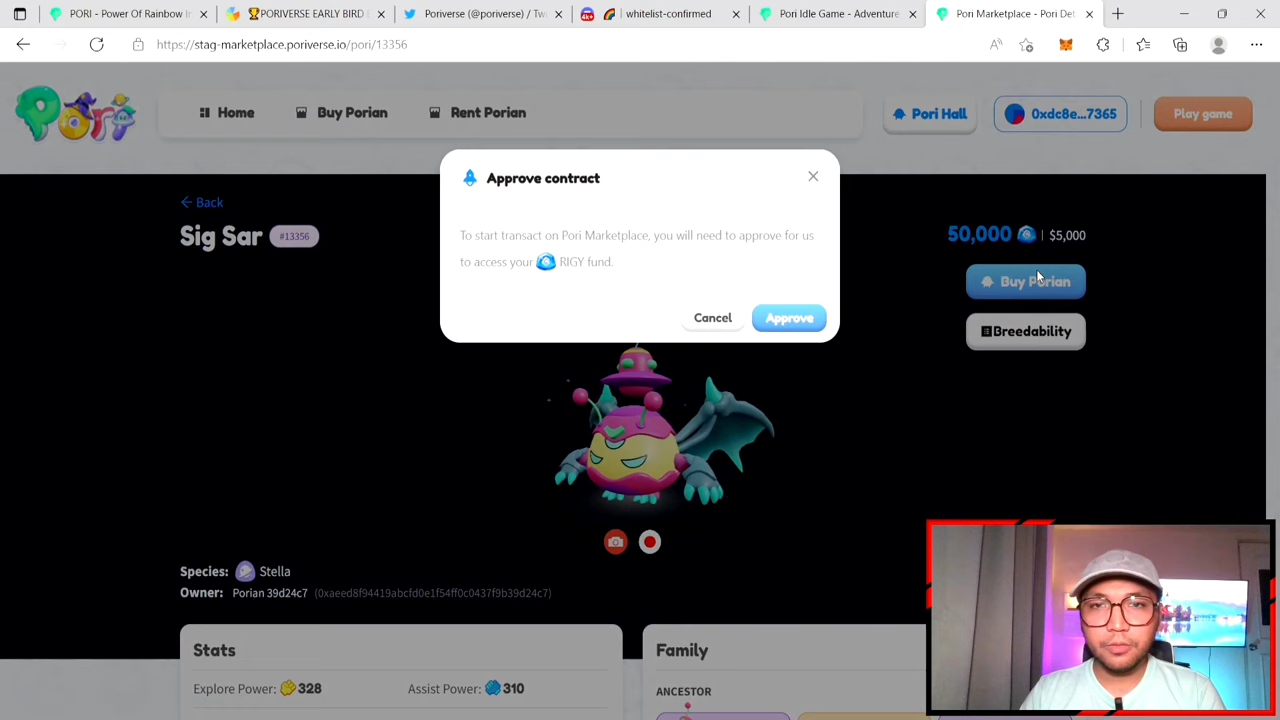 PORI - Power Of Rainbow Ir
PORIVERSE EALY BIRD E
Poriverse (@poriverse) / Tw
4k+
whitelist-confirmed
Pori Idle Game - Adventure
Pori Marketplace - Pori Det
https://stag-marketplace.poriverse.io/pori/13356
Pori
Home
Buy Porian
Rent Porian
Pori Hall
0xdc8e...7365
Play game
Approve contract
To start transact on Pori Marketplace, you will need to approve for us
to access your RIGY fund.
Cancel
Approve
Back
Sig Sar
#13356
50,000 | $5,000
Buy Porian
Breedability
Species: Stella
Owner: Porian 39d24c7 (0xaeed8f94419abcfd0e1f54ff0c0437f9b39d24c7)
Stats
Explore Power: 328
Assist Power: 310
Family
ANCESTOR